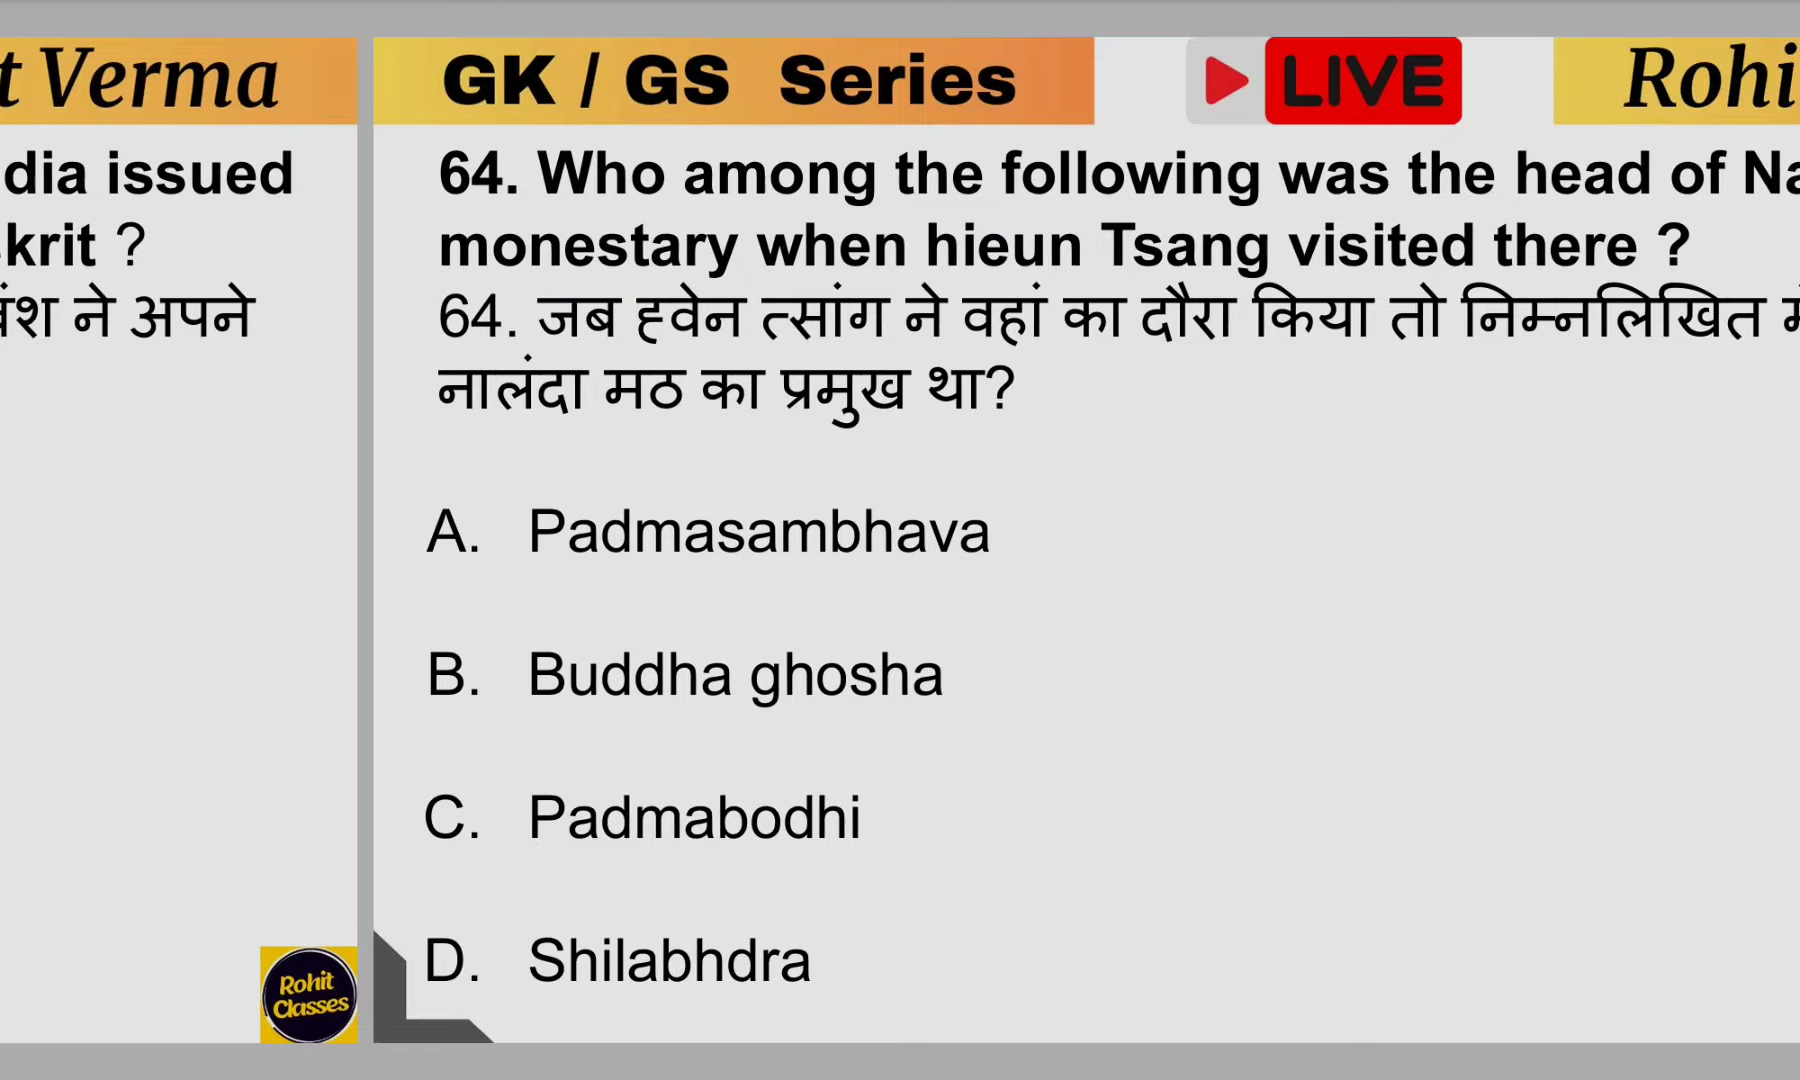 t Verma
dia issued
krit ?
ंश ने अपने
Rohit
Classes
GK / GS Series
LIVE
Rohi
64. Who among the following was the head of Na
monestary when hieun Tsang visited there ?
64. जब ह्वेन त्सांग ने वहां का दौरा किया तो निम्नलिखित
नालंदा मठ का प्रमुख था?
A. Padmasambhava
B. Buddha ghosha
C. Padmabodhi
D. Shilabhdra